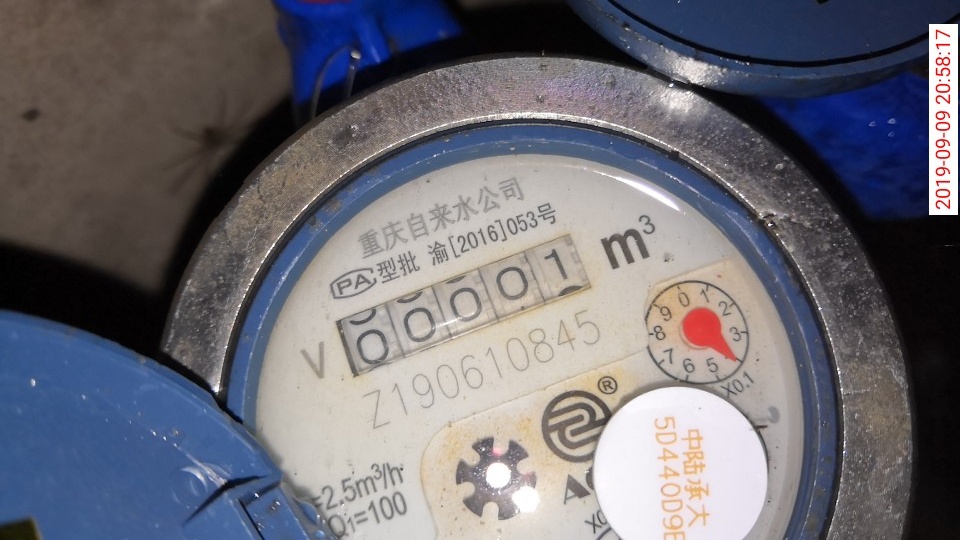 2019-09-09 20:58:17
重庆自来水公司
PA 型批 渝[2016]053号
00001 m³
V
Z190610845
0 1 2 3 5 6 7 8 9
X0.1
®
=2.5m³/h
Q₁=100
中陆承大
5D44OD9E